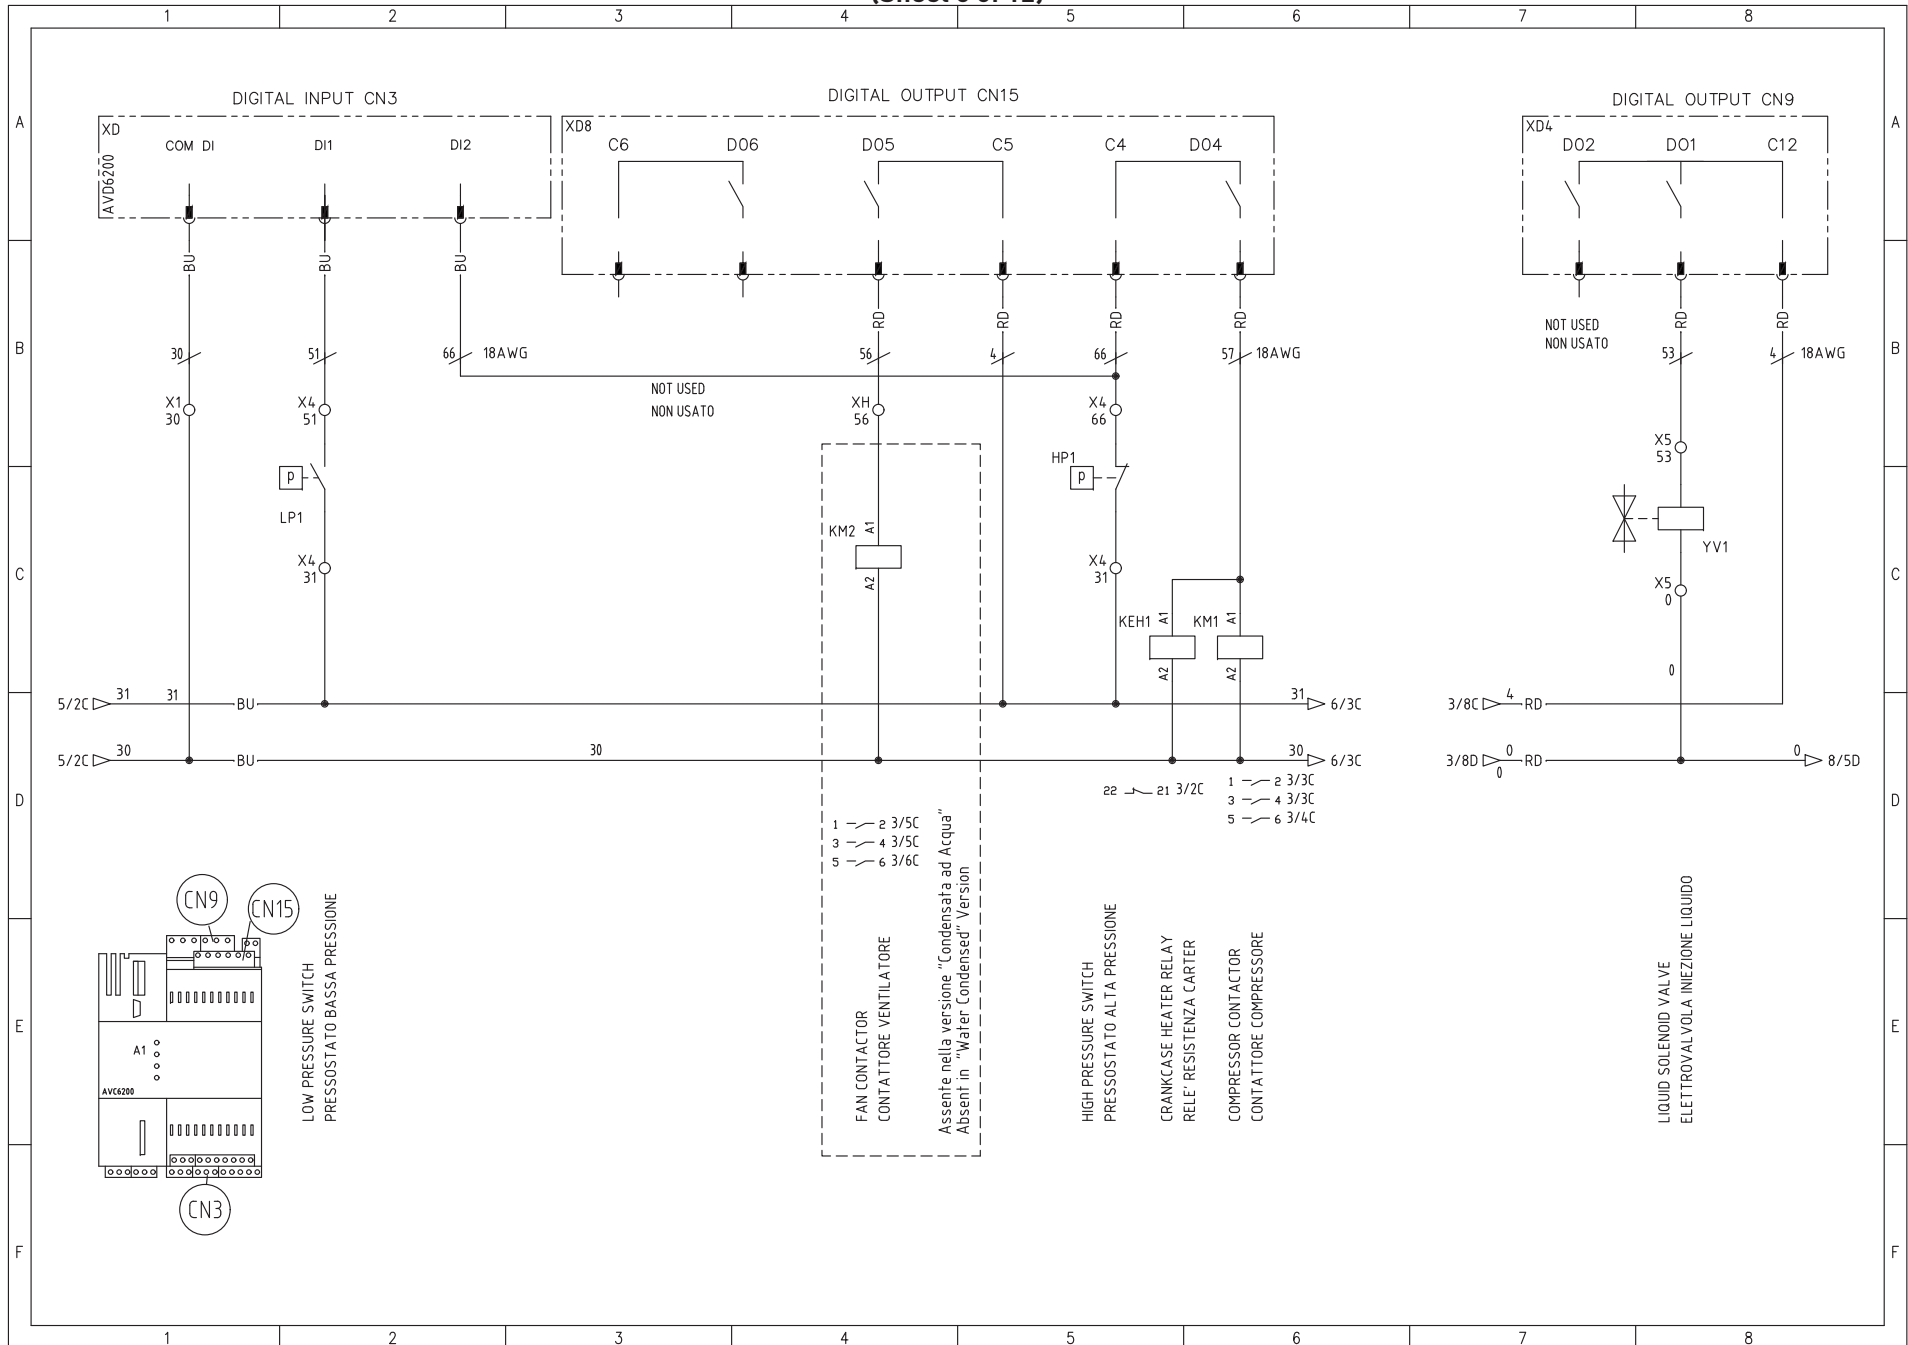 1 2 3 4 5 6 7 8
DIGITAL INPUT CN3
DIGITAL OUTPUT CN15
DIGITAL OUTPUT CN9
A
A
XD
AVD6200
COM DI
DI1
DI2
XD8
C6
DO6
DO5
C5
C4
DO4
XD4
DO2
DO1
C12
BU
BU
BU
RD
RD
RD
RD
RD
RD
NOT USED
NON USATO
B
B
30
51
66
18AWG
56
4
66
57
18AWG
53
4
18AWG
NOT USED
NON USATO
X1
30
X4
51
XH
56
X4
66
X5
53
P
LP1
HP1
P
KM2
A1
A2
YV1
C
C
X4
31
X4
31
X5
0
KEH1
A1
A2
KM1
A1
A2
0
5/2C
31
31
BU
31
6/3C
3/8C
4
RD
5/2C
30
BU
30
30
6/3C
3/8D
0
0
RD
0
8/5D
D
D
22
21 3/2C
1
2 3/3C
3
4 3/3C
5
6 3/4C
1
2 3/5C
3
4 3/5C
5
6 3/6C
CN9
CN15
A1
AVC6200
CN3
LOW PRESSURE SWITCH
PRESSOSTATO BASSA PRESSIONE
FAN CONTACTOR
CONTATTORE VENTILATORE
Assente nella versione "Condensata ad Acqua"
Absent in "Water Condensed" Version
HIGH PRESSURE SWITCH
PRESSOSTATO ALTA PRESSIONE
CRANKCASE HEATER RELAY
RELE' RESISTENZA CARTER
COMPRESSOR CONTACTOR
CONTATTORE COMPRESSORE
LIQUID SOLENOID VALVE
ELETTROVALVOLA INIEZIONE LIQUIDO
E
E
F
F
1 2 3 4 5 6 7 8